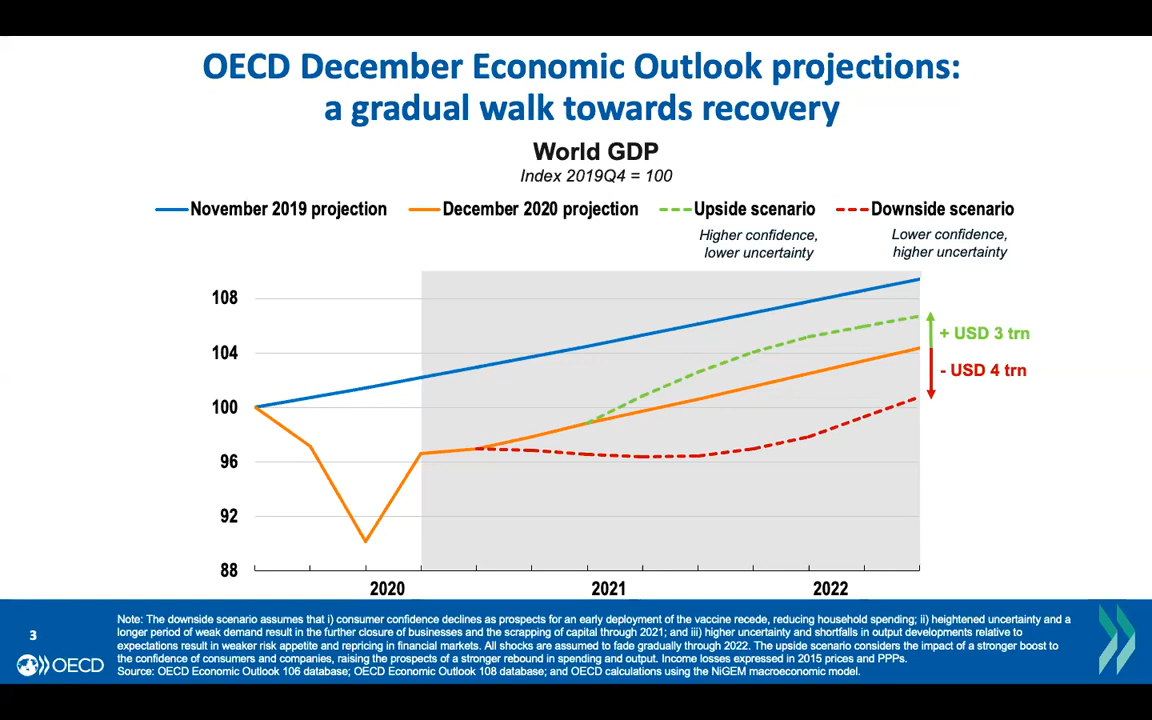 OECD December Economic Outlook projections:
a gradual walk towards recovery
World GDP
Index 2019Q4 = 100
November 2019 projection December 2020 projection Upside scenario Downside scenario
Higher confidence, Lower confidence,
lower uncertainty higher uncertainty
108
+ USD 3 trn
104
- USD 4 trn
100
96
92
88
2020 2021 2022
Note: The downside scenario assumes that i) consumer confidence declines as prospects for an early deployment of the vaccine recede, reducing household spending; ii) heightened uncertainty and a
longer period of weak demand result in the further closure of businesses and the scrapping of capital through 2021; and iii) higher uncertainty and shortfalls in output developments relative to
expectations result in weaker risk appetite and repricing in financial markets. All shocks are assumed to fade gradually through 2022. The upside scenario considers the impact of a stronger boost to
the confidence of consumers and companies, raising the prospects of a stronger rebound in spending and output. Income losses expressed in 2015 prices and PPPs.
Source: OECD Economic Outlook 106 database; OECD Economic Outlook 108 database; and OECD calculations using the NiGEM macroeconomic model.
3
OECD